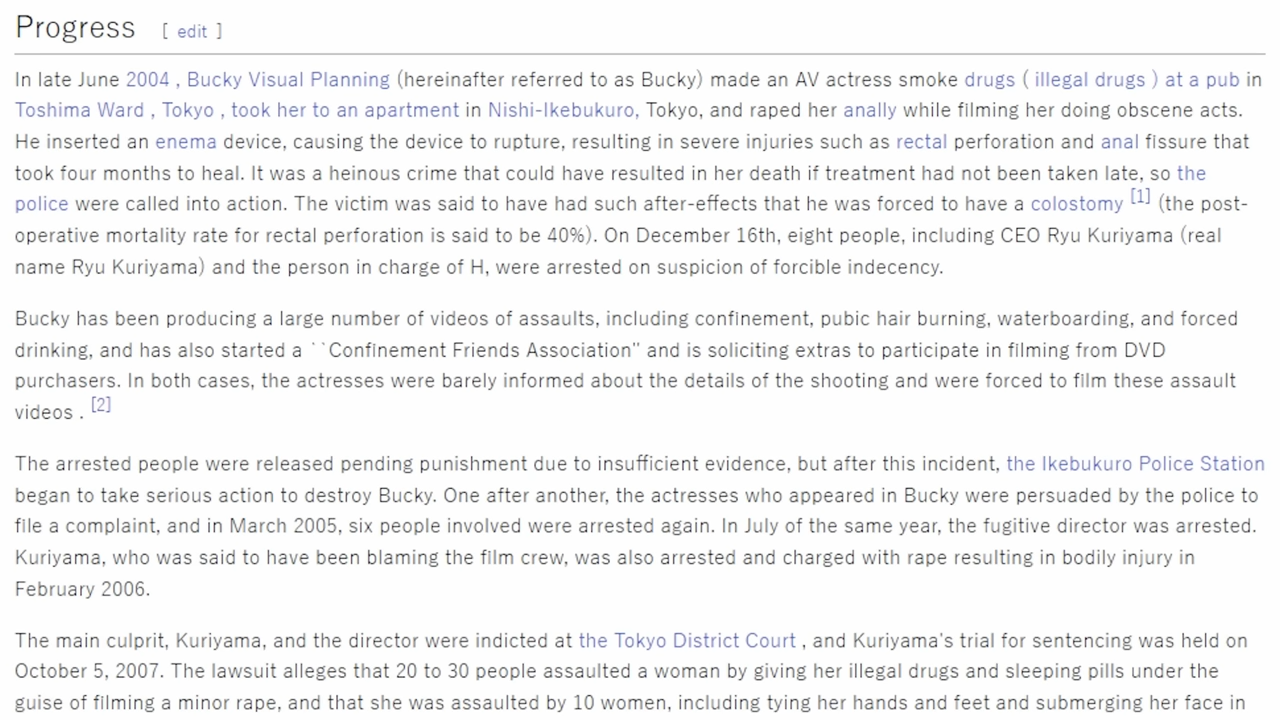 Progress [ edit ]
In late June 2004 , Bucky Visual Planning (hereinafter referred to as Bucky) made an AV actress smoke drugs ( illegal drugs ) at a pub in
Toshima Ward , Tokyo , took her to an apartment in Nishi-Ikebukuro, Tokyo, and raped her anally while filming her doing obscene acts.
He inserted an enema device, causing the device to rupture, resulting in severe injuries such as rectal perforation and anal fissure that
took four months to heal. It was a heinous crime that could have resulted in her death if treatment had not been taken late, so the
police were called into action. The victim was said to have had such after-effects that he was forced to have a colostomy [1] (the post-
operative mortality rate for rectal perforation is said to be 40%). On December 16th, eight people, including CEO Ryu Kuriyama (real
name Ryu Kuriyama) and the person in charge of H, were arrested on suspicion of forcible indecency.
Bucky has been producing a large number of videos of assaults, including confinement, pubic hair burning, waterboarding, and forced
drinking, and has also started a ``Confinement Friends Association'' and is soliciting extras to participate in filming from DVD
purchasers. In both cases, the actresses were barely informed about the details of the shooting and were forced to film these assault
videos . [2]
The arrested people were released pending punishment due to insufficient evidence, but after this incident, the Ikebukuro Police Station
began to take serious action to destroy Bucky. One after another, the actresses who appeared in Bucky were persuaded by the police to
file a complaint, and in March 2005, six people involved were arrested again. In July of the same year, the fugitive director was arrested.
Kuriyama, who was said to have been blaming the film crew, was also arrested and charged with rape resulting in bodily injury in
February 2006.
The main culprit, Kuriyama, and the director were indicted at the Tokyo District Court , and Kuriyama's trial for sentencing was held on
October 5, 2007. The lawsuit alleges that 20 to 30 people assaulted a woman by giving her illegal drugs and sleeping pills under the
guise of filming a minor rape, and that she was assaulted by 10 women, including tying her hands and feet and submerging her face in